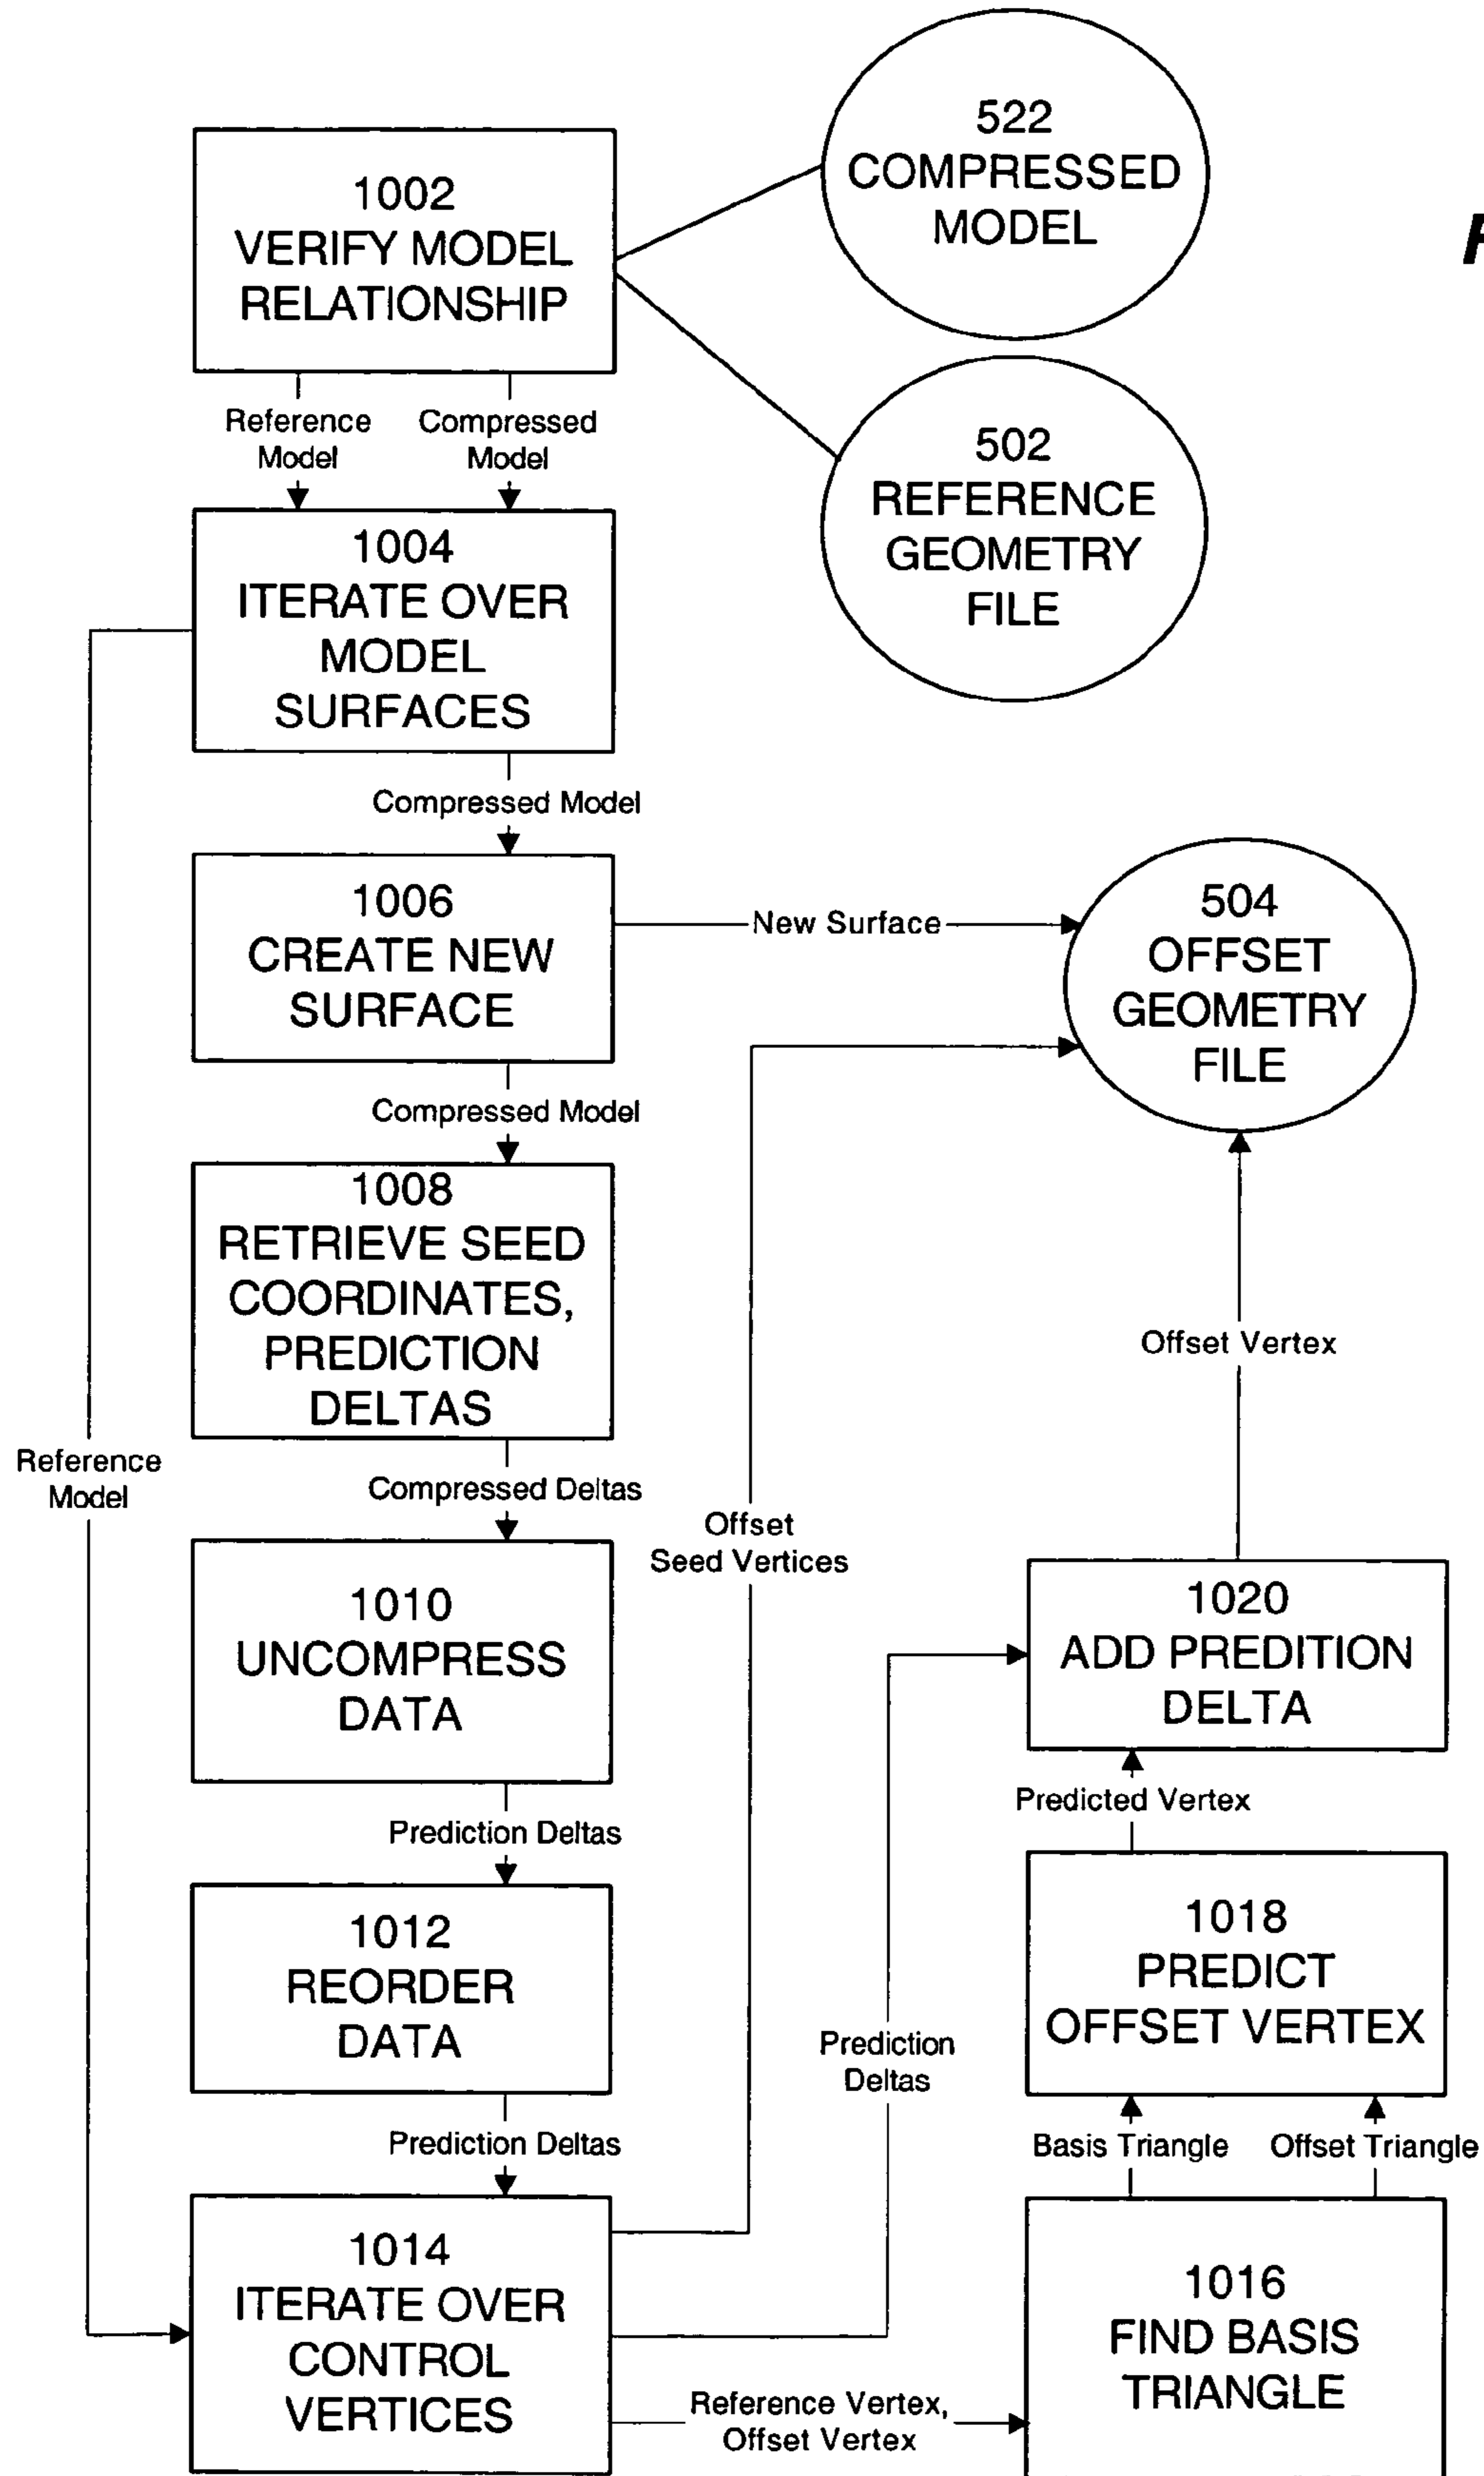 522
COMPRESSED
MODEL
1002
VERIFY MODEL
RELATIONSHIP
Reference
Model
Compressed
Model
502
REFERENCE
GEOMETRY
FILE
1004
ITERATE OVER
MODEL
SURFACES
Compressed Model
1006
CREATE NEW
SURFACE
New Surface
504
OFFSET
GEOMETRY
FILE
Compressed Model
1008
RETRIEVE SEED
COORDINATES,
PREDICTION
DELTAS
Offset Vertex
Reference
Model
Compressed Deltas
Offset
Seed Vertices
1010
UNCOMPRESS
DATA
1020
ADD PREDITION
DELTA
Predicted Vertex
Prediction Deltas
1012
REORDER
DATA
1018
PREDICT
OFFSET VERTEX
Prediction
Deltas
Prediction Deltas
Basis Triangle
Offset Triangle
1014
ITERATE OVER
CONTROL
VERTICES
Reference Vertex,
Offset Vertex
1016
FIND BASIS
TRIANGLE